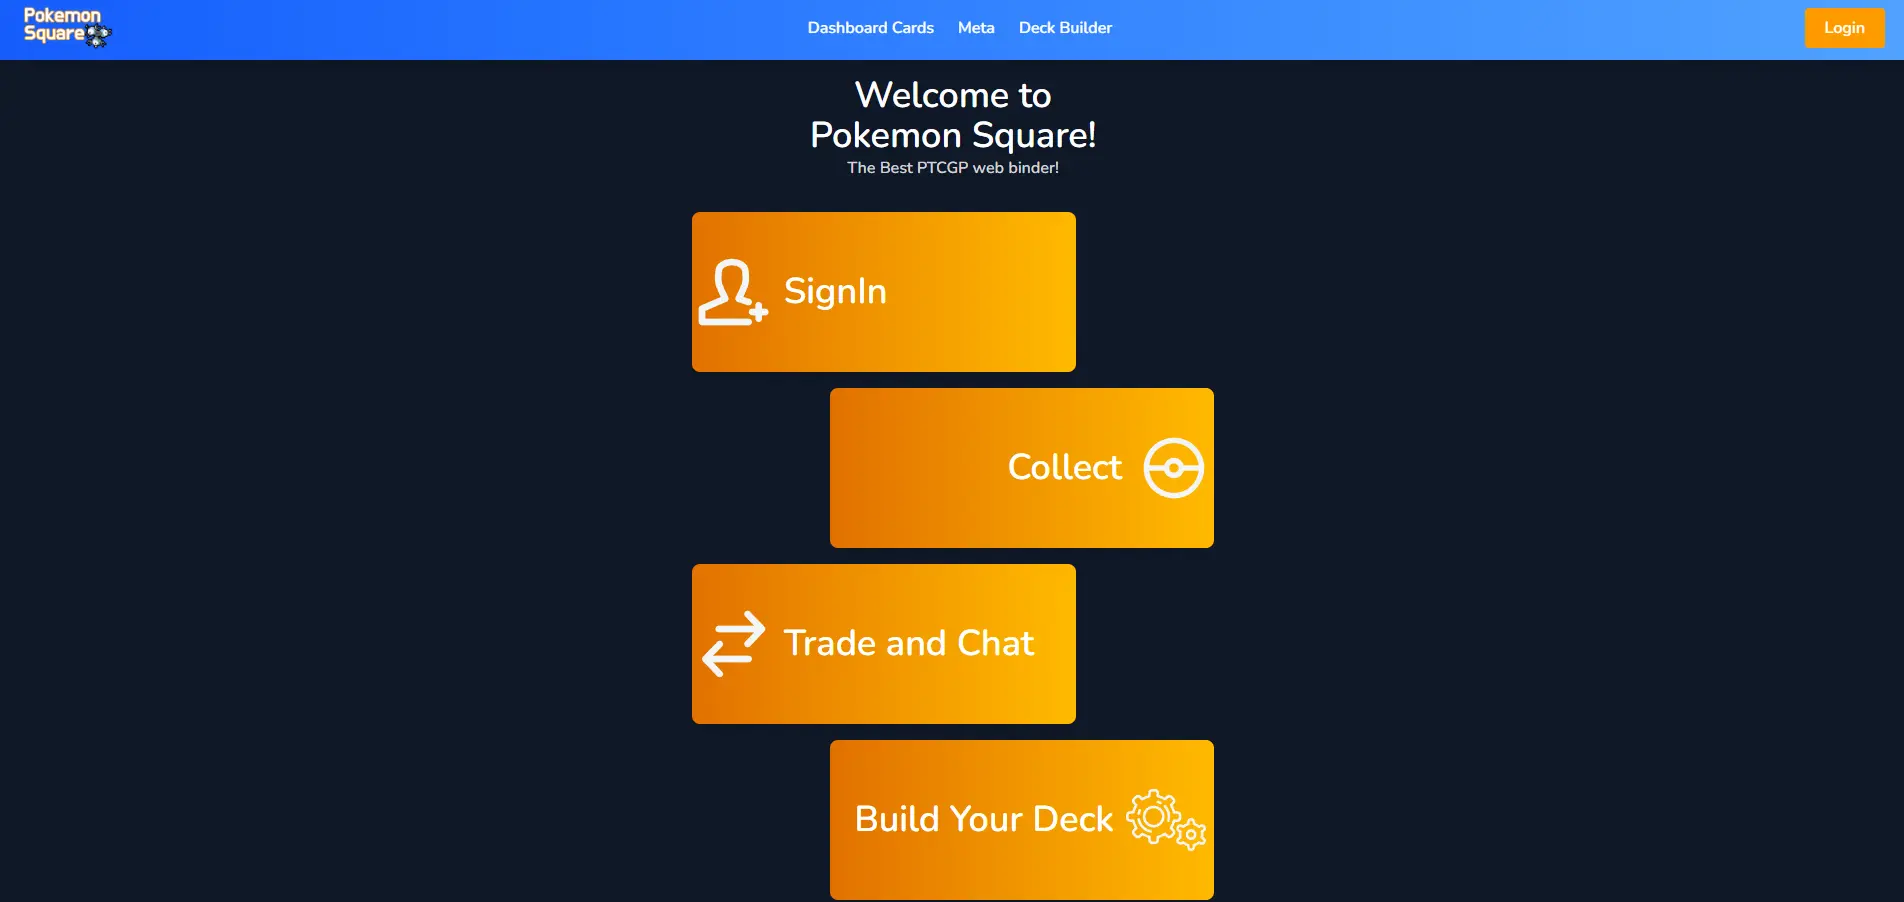 Pokemon
Square
Dashboard Cards Meta Deck Builder
Login
Welcome to
Pokemon Square!
The Best PTCGP web binder!
SignIn
Collect
Trade and Chat
Build Your Deck